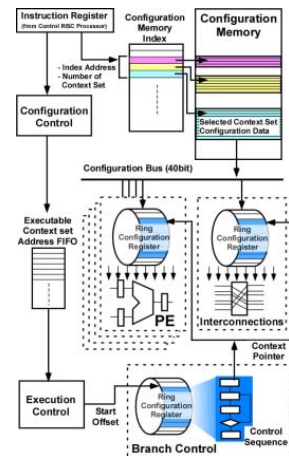 Instruction Register
(from Control RISC Processor)
- Index Address
- Number of
Context Set
Configuration
Memory
Index
Configuration
Memory
Selected Context Set
Configuration Data
Configuration
Control
Configuration Bus (40bit)
Executable
Context set
Address FIFO
Ring
Configuration
Register
PE
Ring
Configuration
Register
Interconnections
Context
Pointer
Execution
Control
Start
Offset
Ring
Configuration
Register
Control
Sequence
Branch Control